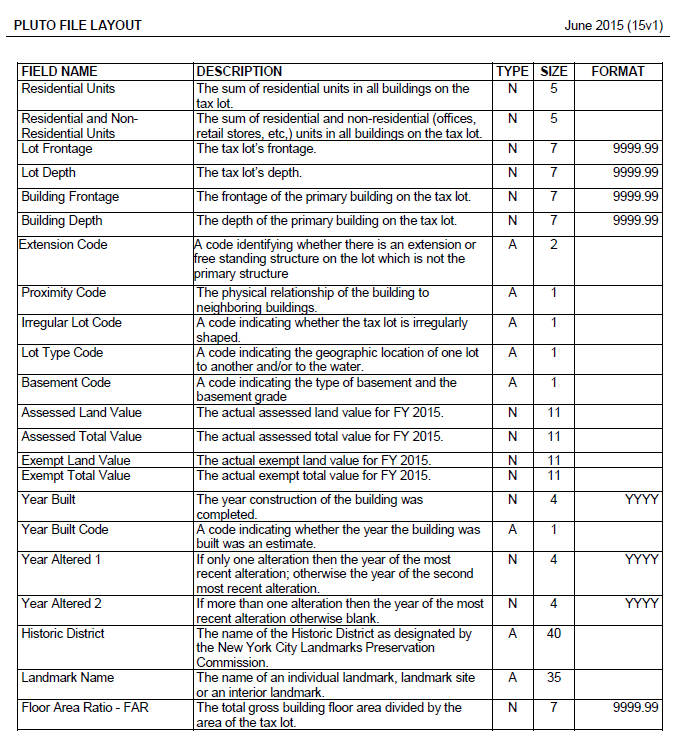 PLUTO FILE LAYOUT June 2015 (15v1)
FIELD NAME DESCRIPTION TYPE SIZE FORMAT
Residential Units The sum of residential units in all buildings on the N 5
tax lot.
Residential and Non- The sum of residential and non-residential (offices, N 5
Residential Units retail stores, etc,) units in all buildings on the tax lot.
Lot Frontage The tax lot's frontage. N 7 9999.99
Lot Depth The tax lot's depth. N 7 9999.99
Building Frontage The frontage of the primary building on the tax lot. N 7 9999.99
Building Depth The depth of the primary building on the tax lot. N 7 9999.99
Extension Code A code identifying whether there is an extension or A 2
free standing structure on the lot which is not the
primary structure
Proximity Code The physical relationship of the building to A 1
neighboring buildings.
Irregular Lot Code A code indicating whether the tax lot is irregularly A 1
shaped.
Lot Type Code A code indicating the geographic location of one lot A 1
to another and/or to the water.
Basement Code A code indicating the type of basement and the A 1
basement grade
Assessed Land Value The actual assessed land value for FY 2015. N 11
Assessed Total Value The actual assessed total value for FY 2015. N 11
Exempt Land Value The actual exempt land value for FY 2015. N 11
Exempt Total Value The actual exempt total value for FY 2015. N 11
Year Built The year construction of the building was N 4 YYYY
completed.
Year Built Code A code indicating whether the year the building was A 1
built was an estimate.
Year Altered 1 If only one alteration then the year of the most N 4 YYYY
recent alteration; otherwise the year of the second
most recent alteration.
Year Altered 2 If more than one alteration then the year of the most N 4 YYYY
recent alteration otherwise blank.
Historic District The name of the Historic District as designated by A 40
the New York City Landmarks Preservation
Commission.
Landmark Name The name of an individual landmark, landmark site A 35
or an interior landmark.
Floor Area Ratio - FAR The total gross building floor area divided by the N 7 9999.99
area of the tax lot.